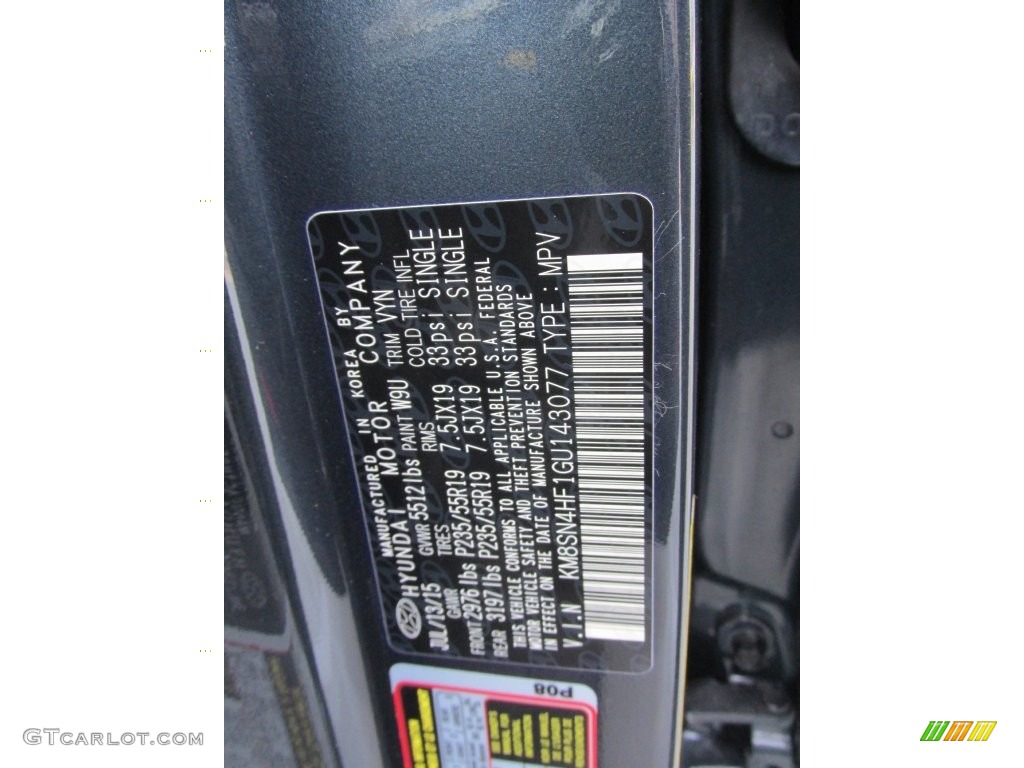 MANUFACTURED IN KOREA BY
HYUNDAI MOTOR COMPANY
JUL/13/15 GVWR 5512lbs PAINT W9U TRIM VYN
GAWR TIRES RIMS COLD TIRE INFL
FRONT 2976lbs P235/55R19 7.5JX19 33psi SINGLE
REAR 3197lbs P235/55R19 7.5JX19 33psi SINGLE
THIS VEHICLE CONFORMS TO ALL APPLICABLE U.S.A. FEDERAL
MOTOR VEHICLE SAFETY AND THEFT PREVENTION STANDARDS
IN EFFECT ON THE DATE OF MANUFACTURE SHOWN ABOVE
V.I.N KM8SN4HF1GU143077 TYPE : MPV
P08
GTCARLOT.COM